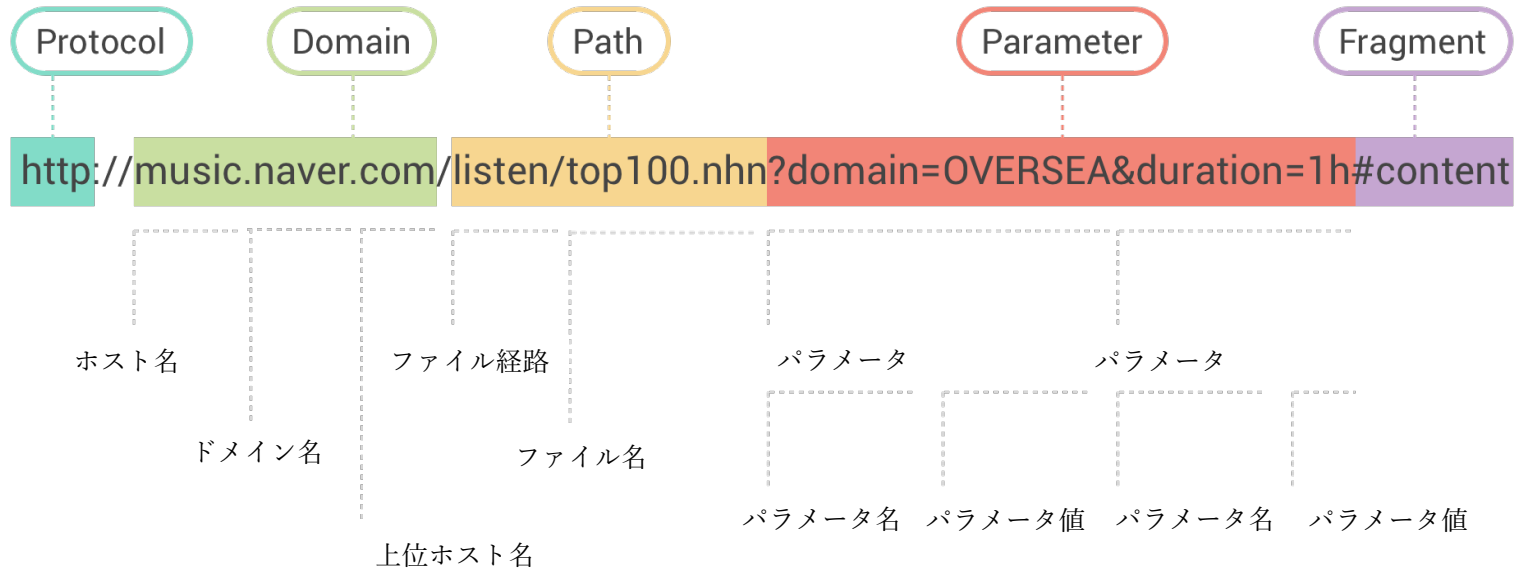 Protocol Domain Path Parameter Fragment
http://music.naver.com/listen/top100.nhn?domain=OVERSEA&duration=1h#content
ホスト名 ファイル経路 パラメータ パラメータ
ドメイン名 ファイル名
パラメータ名 パラメータ値 パラメータ名 パラメータ値
上位ホスト名